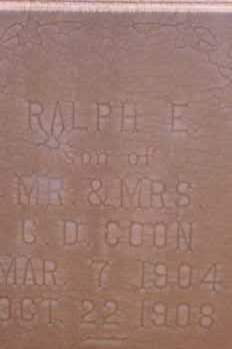 RALPH E.
Son of
MR. & MRS.
C. D. COON
MAR. 7 1904
OCT 22 1908